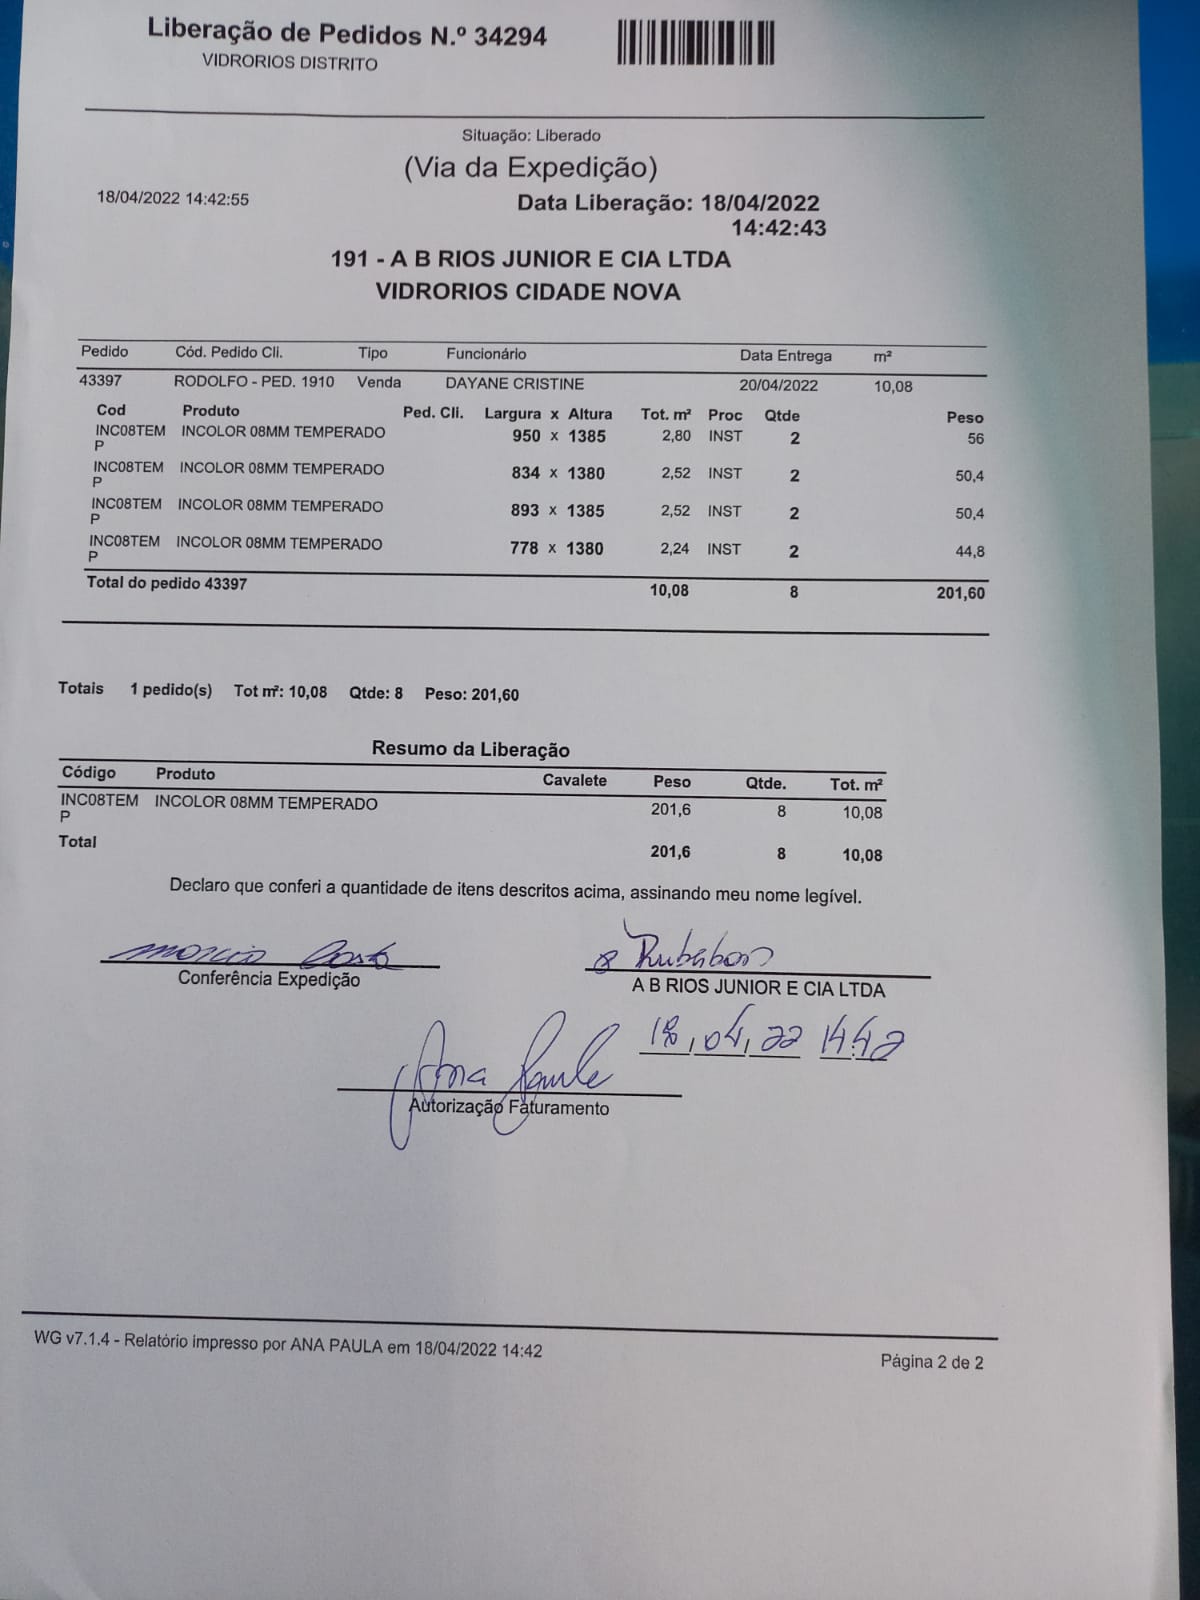 Liberação de Pedidos N.º 34294
VIDRORIOS DISTRITO
Situação: Liberado
(Via da Expedição)
18/04/2022 14:42:55
Data Liberação: 18/04/2022
14:42:43
191 - A B RIOS JUNIOR E CIA LTDA
VIDRORIOS CIDADE NOVA
Pedido Cód. Pedido Cli. Tipo Funcionário Data Entrega m²
43397 RODOLFO - PED. 1910 Venda DAYANE CRISTINE 20/04/2022 10,08
Cod Produto Ped. Cli. Largura x Altura Tot. m² Proc Qtde Peso
INC08TEM INCOLOR 08MM TEMPERADO 950 x 1385 2,80 INST 2 56
P
INC08TEM INCOLOR 08MM TEMPERADO 834 x 1380 2,52 INST 2 50,4
P
INC08TEM INCOLOR 08MM TEMPERADO 893 x 1385 2,52 INST 2 50,4
P
INC08TEM INCOLOR 08MM TEMPERADO 778 x 1380 2,24 INST 2 44,8
P
Total do pedido 43397 10,08 8 201,60
Totais 1 pedido(s) Tot m²: 10,08 Qtde: 8 Peso: 201,60
Resumo da Liberação
Código Produto Cavalete Peso Qtde. Tot. m²
INC08TEM INCOLOR 08MM TEMPERADO 201,6 8 10,08
P
Total 201,6 8 10,08
Declaro que conferi a quantidade de itens descritos acima, assinando meu nome legível.
Conferência Expedição
A B RIOS JUNIOR E CIA LTDA
18,04,22 14:42
Ana Paula
Autorização Faturamento
WG v7.1.4 - Relatório impresso por ANA PAULA em 18/04/2022 14:42
Página 2 de 2